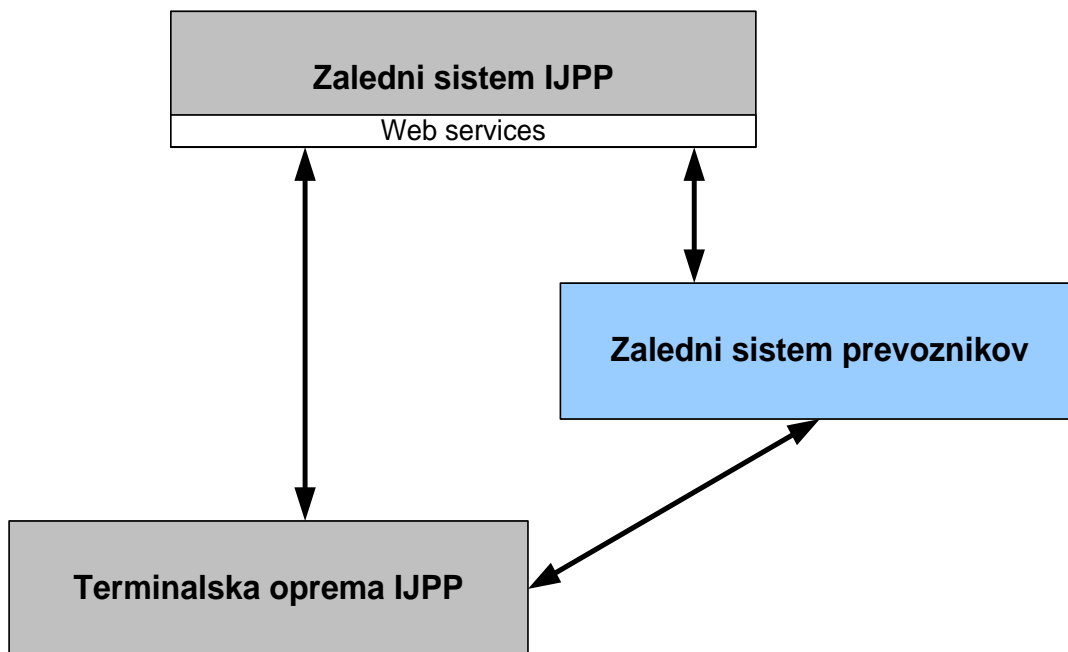 Zaledni sistem IJPP
Web services
Zaledni sistem prevoznikov
Terminalska oprema IJPP